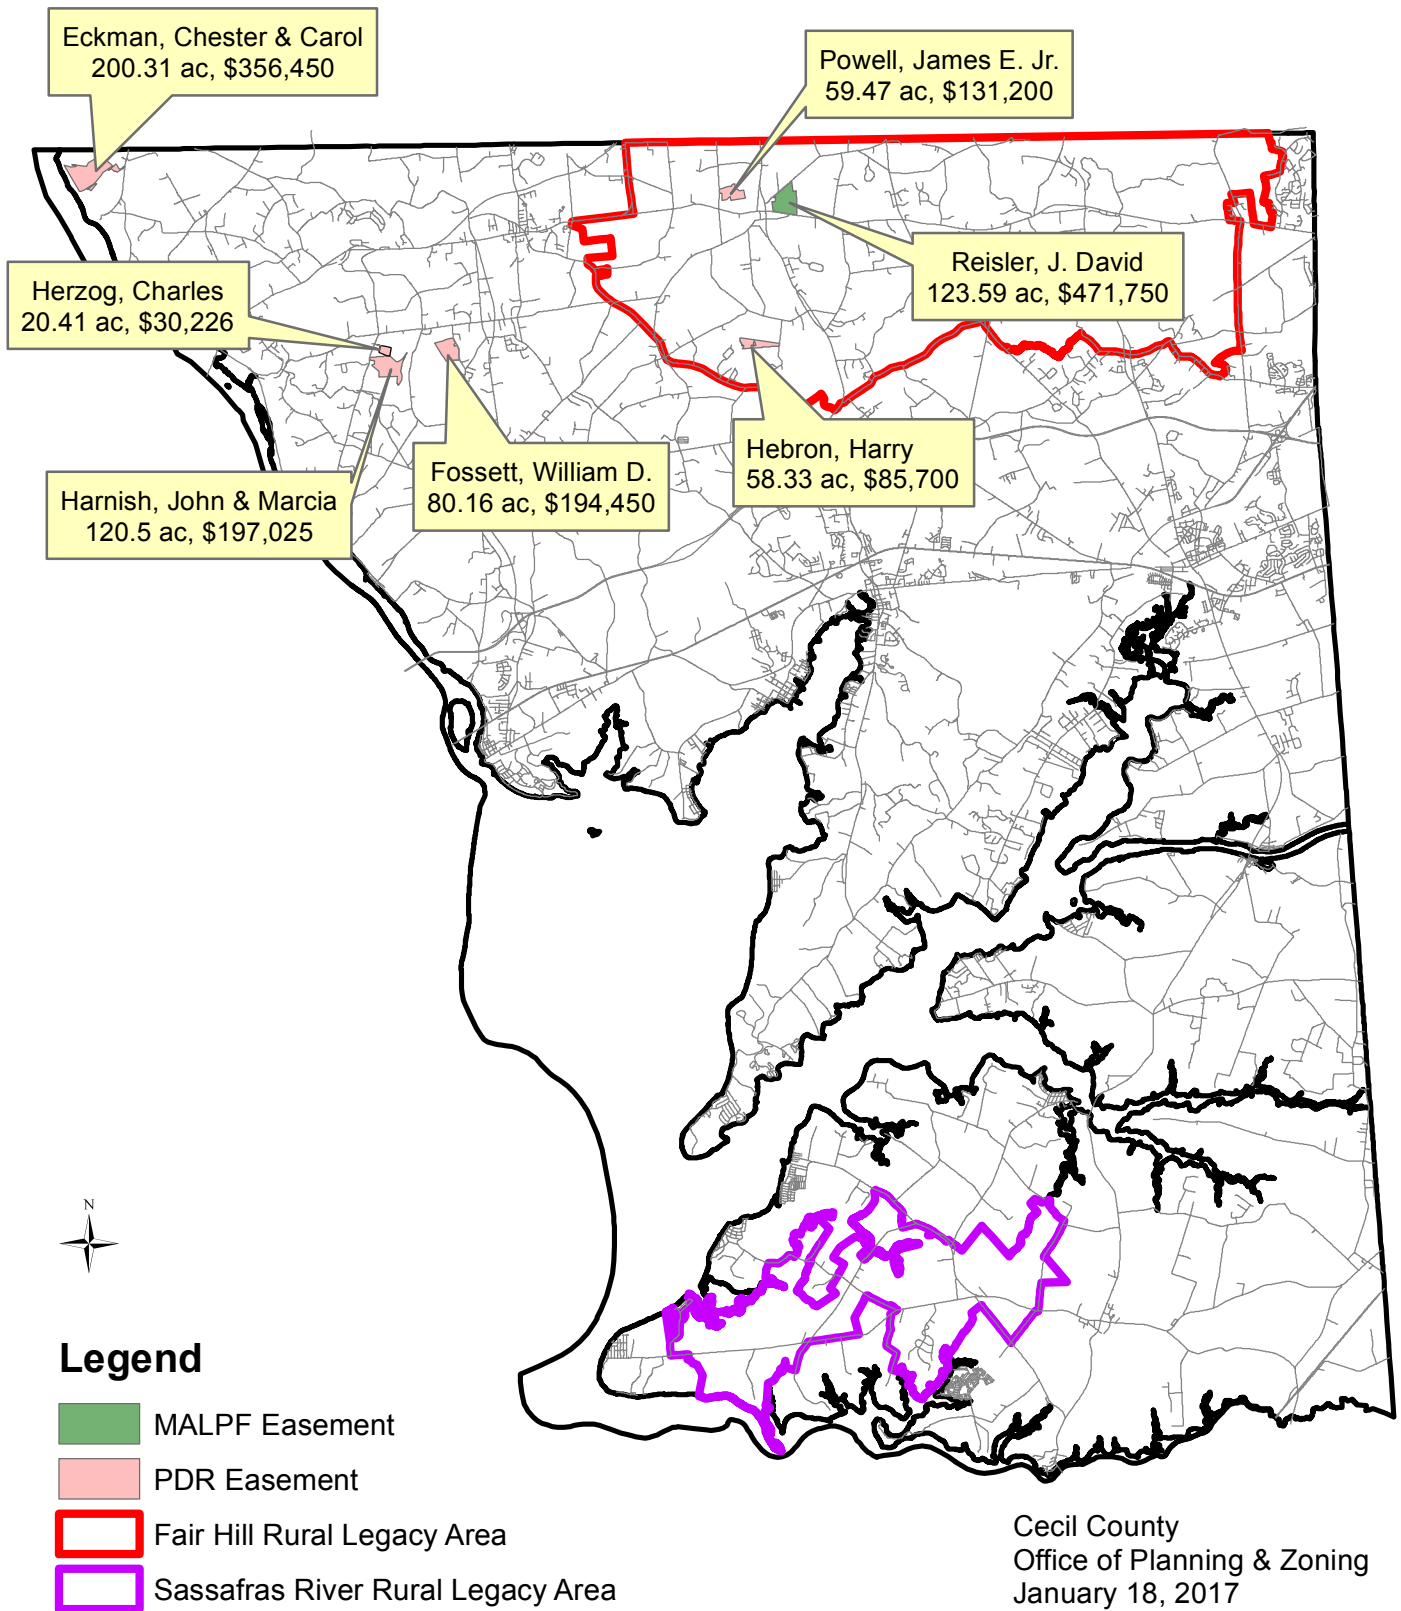 Eckman, Chester & Carol
200.31 ac, $356,450
Powell, James E. Jr.
59.47 ac, $131,200
Reisler, J. David
123.59 ac, $471,750
Herzog, Charles
20.41 ac, $30,226
Hebron, Harry
58.33 ac, $85,700
Fossett, William D.
80.16 ac, $194,450
Harnish, John & Marcia
120.5 ac, $197,025
N
Legend
MALPF Easement
PDR Easement
Fair Hill Rural Legacy Area
Sassafras River Rural Legacy Area
Cecil County
Office of Planning & Zoning
January 18, 2017